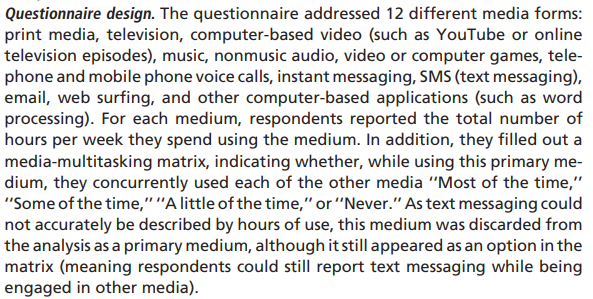 Questionnaire design. The questionnaire addressed 12 different media forms:
print media, television, computer-based video (such as YouTube or online
television episodes), music, nonmusic audio, video or computer games, tele-
phone and mobile phone voice calls, instant messaging, SMS (text messaging),
email, web surfing, and other computer-based applications (such as word
processing). For each medium, respondents reported the total number of
hours per week they spend using the medium. In addition, they filled out a
media-multitasking matrix, indicating whether, while using this primary me-
dium, they concurrently used each of the other media ‘‘Most of the time,’’
‘‘Some of the time,’’ ‘‘A little of the time,’’ or ‘‘Never.’’ As text messaging could
not accurately be described by hours of use, this medium was discarded from
the analysis as a primary medium, although it still appeared as an option in the
matrix (meaning respondents could still report text messaging while being
engaged in other media).